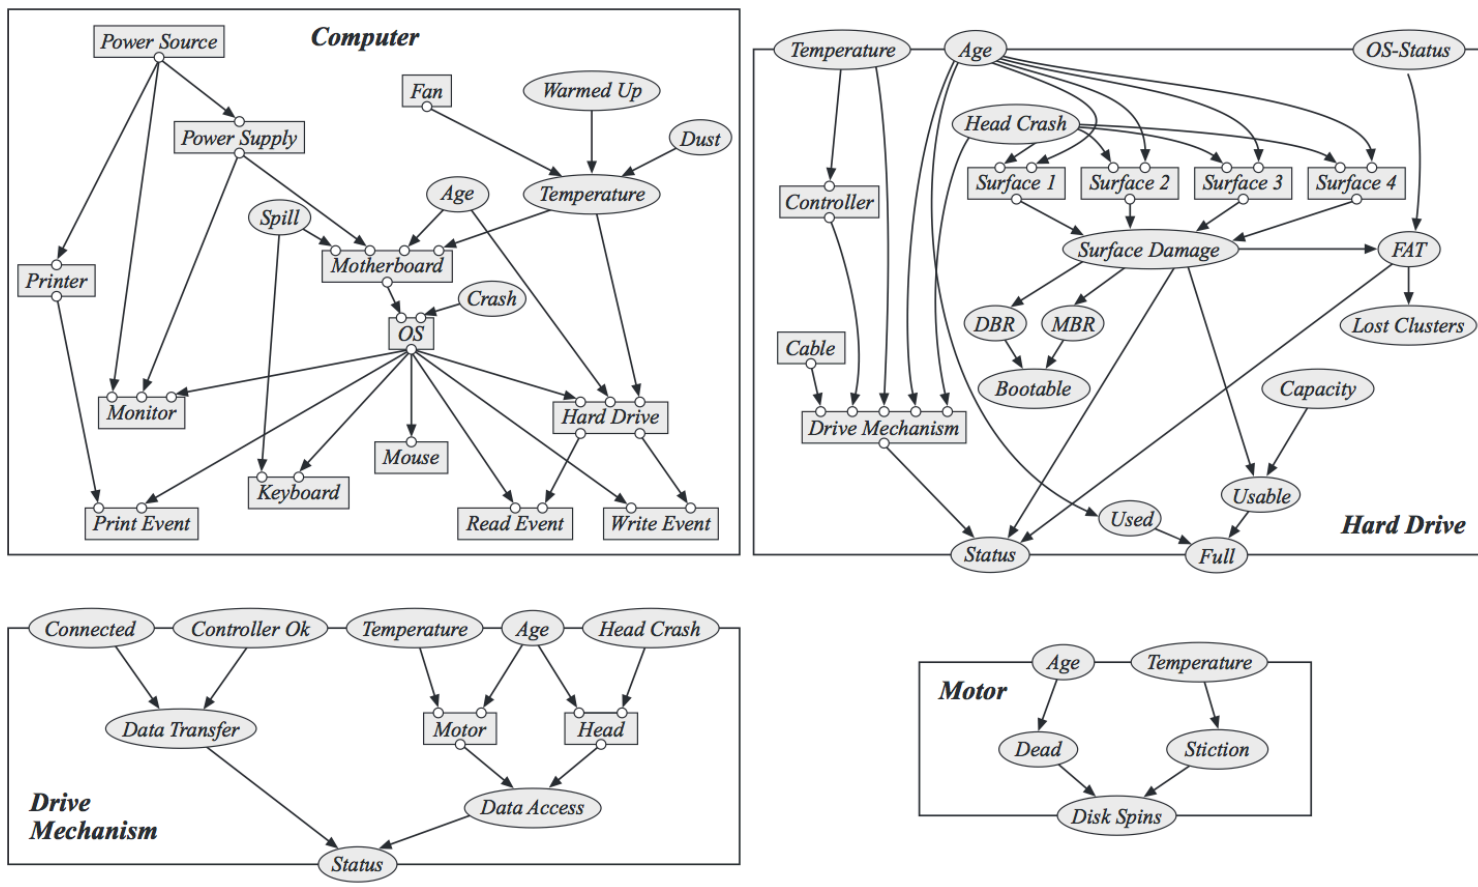 Computer
Power Source
Fan
Warmed Up
Power Supply
Dust
Age
Temperature
Spill
Motherboard
Printer
Crash
OS
Monitor
Hard Drive
Mouse
Keyboard
Print Event
Read Event
Write Event
Temperature
Age
OS-Status
Head Crash
Surface 1
Surface 2
Surface 3
Surface 4
Controller
Surface Damage
FAT
DBR
MBR
Lost Clusters
Cable
Bootable
Capacity
Drive Mechanism
Usable
Used
Hard Drive
Status
Full
Connected
Controller Ok
Temperature
Age
Head Crash
Data Transfer
Motor
Head
Data Access
Drive
Mechanism
Status
Age
Temperature
Motor
Dead
Stiction
Disk Spins